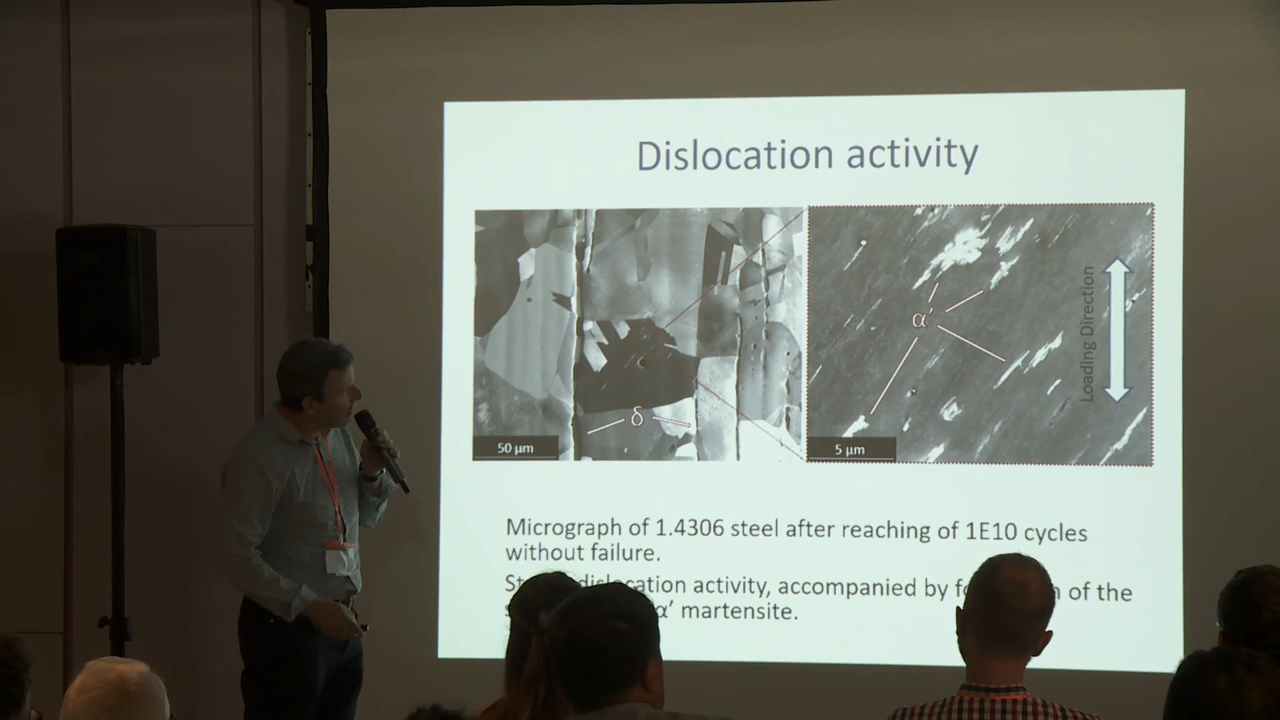 Dislocation activity
δ
50 µm
α′
Loading Direction
5 µm
Micrograph of 1.4306 steel after reaching of 1E10 cycles
without failure.
activity, accompanied by of the
α′ martensite.